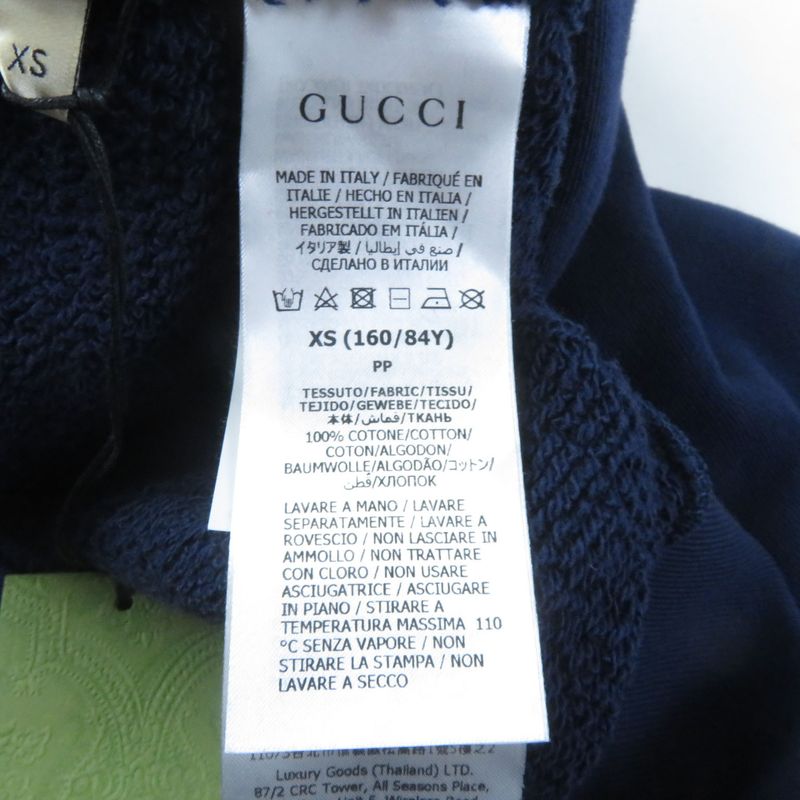 XS
GUCCI
MADE IN ITALY / FABRIQUÉ EN
ITALIE / HECHO EN ITALIA /
HERGESTELLT IN ITALIEN /
FABRICADO EM ITÁLIA /
イタリア製 / صنع في إيطاليا /
СДЕЛАНО В ИТАЛИИ
XS (160/84Y)
PP
TESSUTO/FABRIC/TISSU/
TEJIDO/GEWEBE/TECIDO/
本体/قماش/ТКАНЬ
100% COTONE/COTTON/
COTON/ALGODON/
BAUMWOLLE/ALGODÃO/コットン/
قطن/ХЛОПОК
LAVARE A MANO / LAVARE
SEPARATAMENTE / LAVARE A
ROVESCIO / NON LASCIARE IN
AMMOLLO / NON TRATTARE
CON CLORO / NON USARE
ASCIUGATRICE / ASCIUGARE
IN PIANO / STIRARE A
TEMPERATURA MASSIMA 110
°C SENZA VAPORE / NON
STIRARE LA STAMPA / NON
LAVARE A SECCO
Luxury Goods (Thailand) LTD.
87/2 CRC Tower, All Seasons Place,